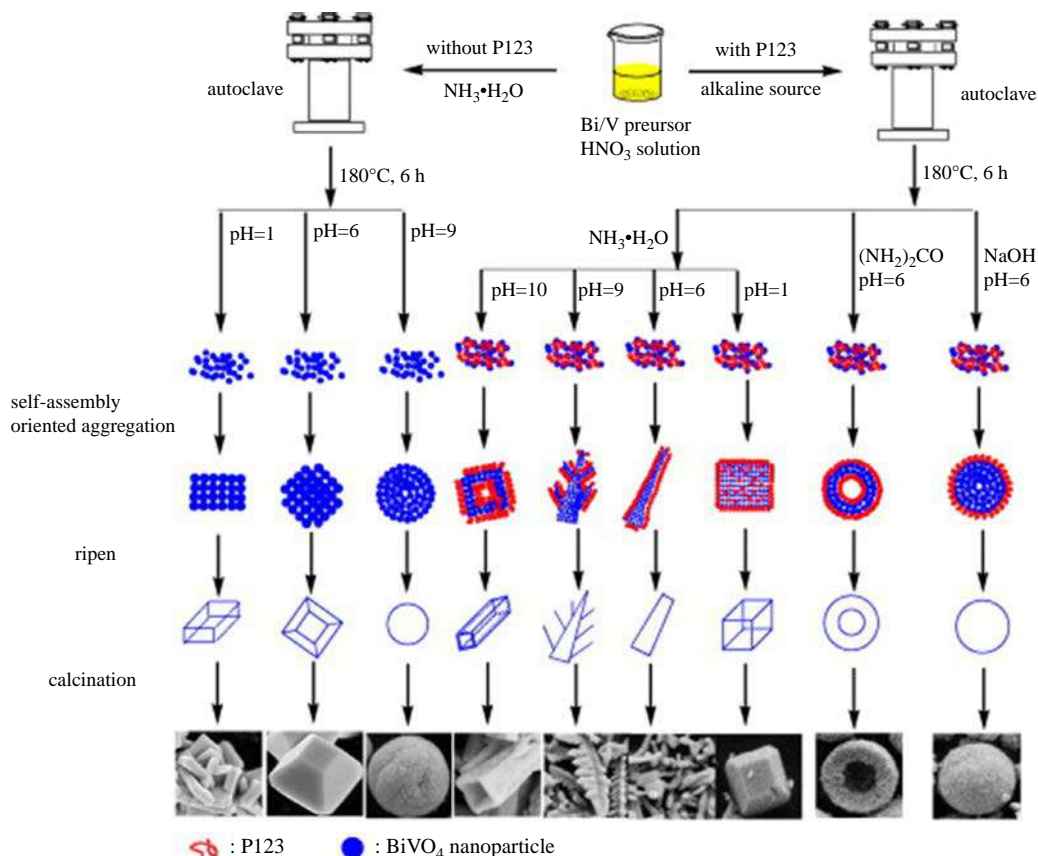 without P123
NH₃•H₂O
autoclave
Bi/V preursor
HNO₃ solution
with P123
alkaline source
autoclave
180°C, 6 h
180°C, 6 h
pH=1
pH=6
pH=9
NH₃•H₂O
pH=10
pH=9
pH=6
pH=1
(NH₂)₂CO
pH=6
NaOH
pH=6
self-assembly
oriented aggregation
ripen
calcination
: P123
: BiVO₄ nanoparticle